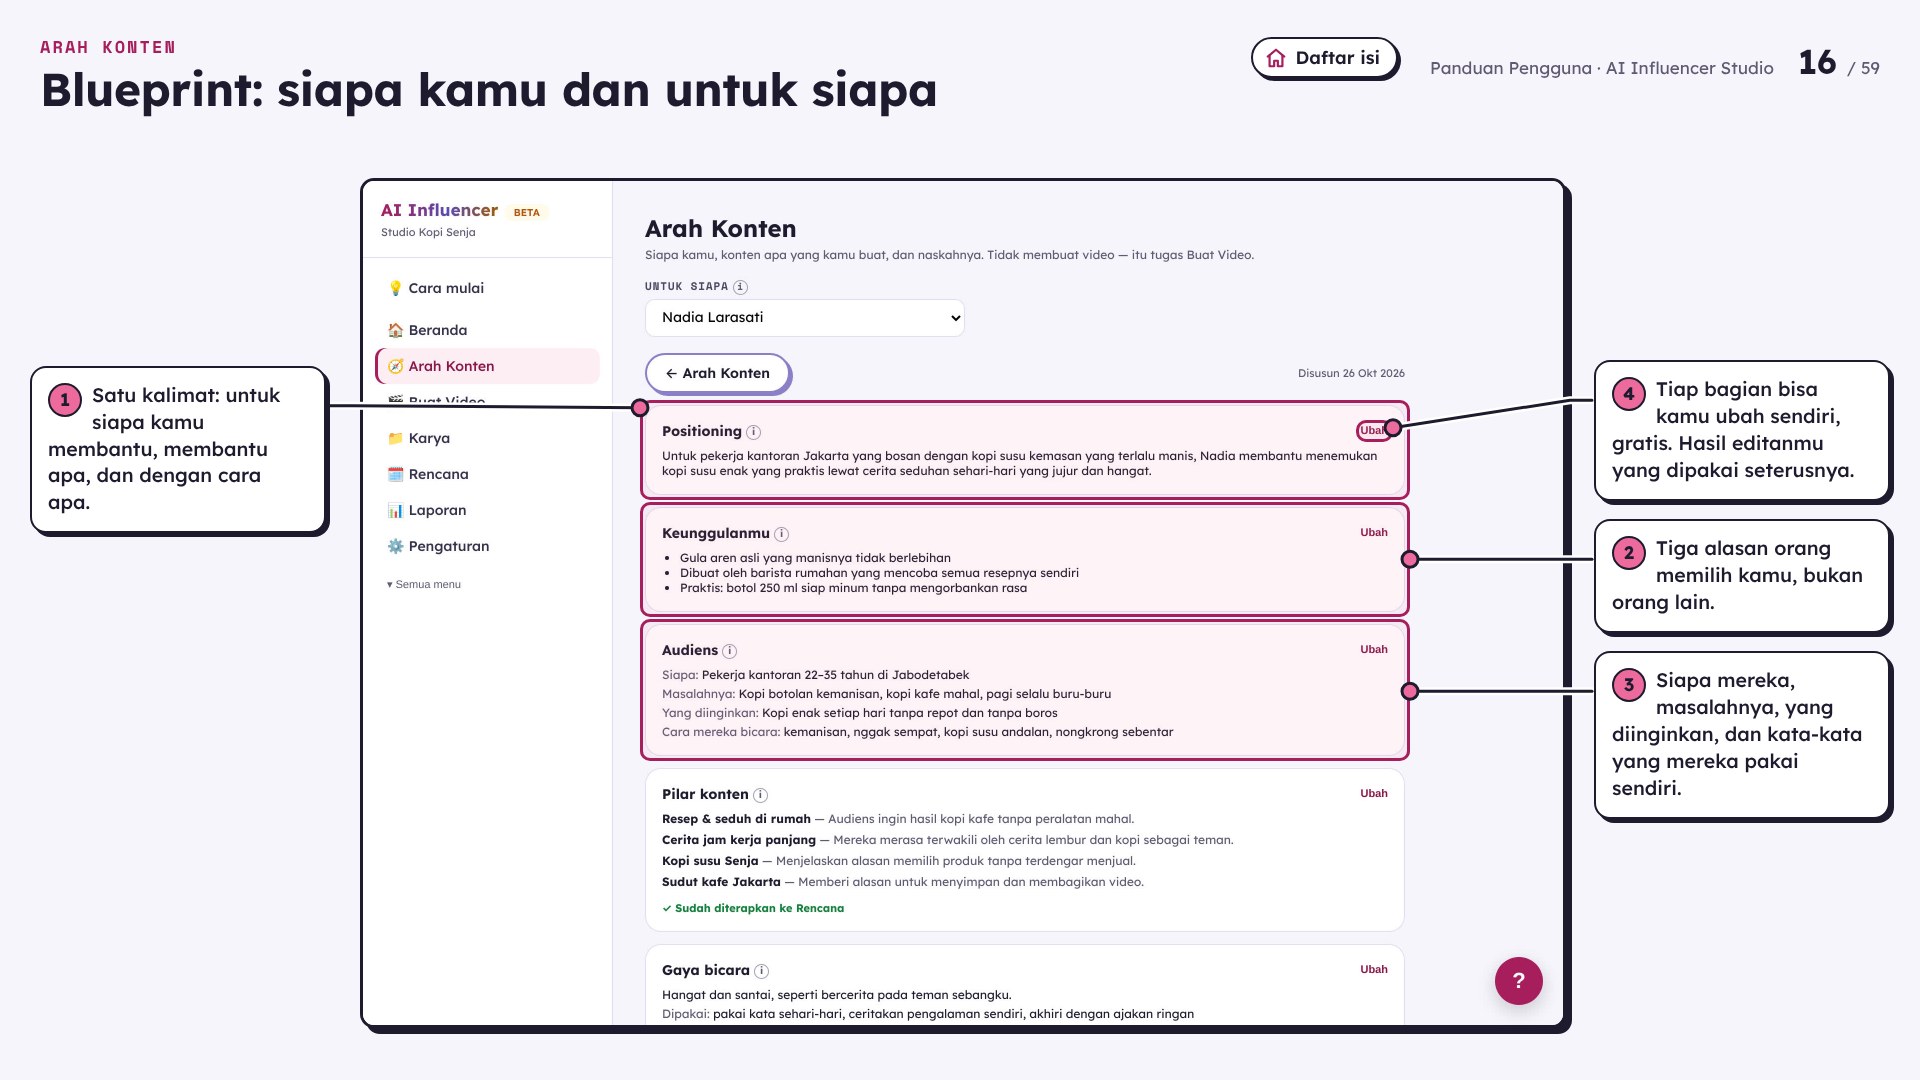 ARAH KONTEN
Blueprint: siapa kamu dan untuk siapa
Daftar isi
Panduan Pengguna · AI Influencer Studio
16 / 59
AI Influencer BETA
Studio Kopi Senja
Cara mulai
Beranda
Arah Konten
Buat Video
Karya
Rencana
Laporan
Pengaturan
▾ Semua menu
Arah Konten
Siapa kamu, konten apa yang kamu buat, dan naskahnya. Tidak membuat video — itu tugas Buat Video.
UNTUK SIAPA i
Nadia Larasati
← Arah Konten
Disusun 26 Okt 2026
Positioning i
Ubah
Untuk pekerja kantoran Jakarta yang bosan dengan kopi susu kemasan yang terlalu manis, Nadia membantu menemukan
kopi susu enak yang praktis lewat cerita seduhan sehari-hari yang jujur dan hangat.
Keunggulanmu i
Ubah
• Gula aren asli yang manisnya tidak berlebihan
• Dibuat oleh barista rumahan yang mencoba semua resepnya sendiri
• Praktis: botol 250 ml siap minum tanpa mengorbankan rasa
Audiens i
Ubah
Siapa: Pekerja kantoran 22–35 tahun di Jabodetabek
Masalahnya: Kopi botolan kemanisan, kopi kafe mahal, pagi selalu buru-buru
Yang diinginkan: Kopi enak setiap hari tanpa repot dan tanpa boros
Cara mereka bicara: kemanisan, nggak sempat, kopi susu andalan, nongkrong sebentar
Pilar konten i
Ubah
Resep & seduh di rumah — Audiens ingin hasil kopi kafe tanpa peralatan mahal.
Cerita jam kerja panjang — Mereka merasa terwakili oleh cerita lembur dan kopi sebagai teman.
Kopi susu Senja — Menjelaskan alasan memilih produk tanpa terdengar menjual.
Sudut kafe Jakarta — Memberi alasan untuk menyimpan dan membagikan video.
✓ Sudah diterapkan ke Rencana
Gaya bicara i
Ubah
Hangat dan santai, seperti bercerita pada teman sebangku.
Dipakai: pakai kata sehari-hari, ceritakan pengalaman sendiri, akhiri dengan ajakan ringan
?
1 Satu kalimat: untuk
siapa kamu
membantu, membantu
apa, dan dengan cara
apa.
4 Tiap bagian bisa
kamu ubah sendiri,
gratis. Hasil editanmu
yang dipakai seterusnya.
2 Tiga alasan orang
memilih kamu, bukan
orang lain.
3 Siapa mereka,
masalahnya, yang
diinginkan, dan kata-kata
yang mereka pakai
sendiri.